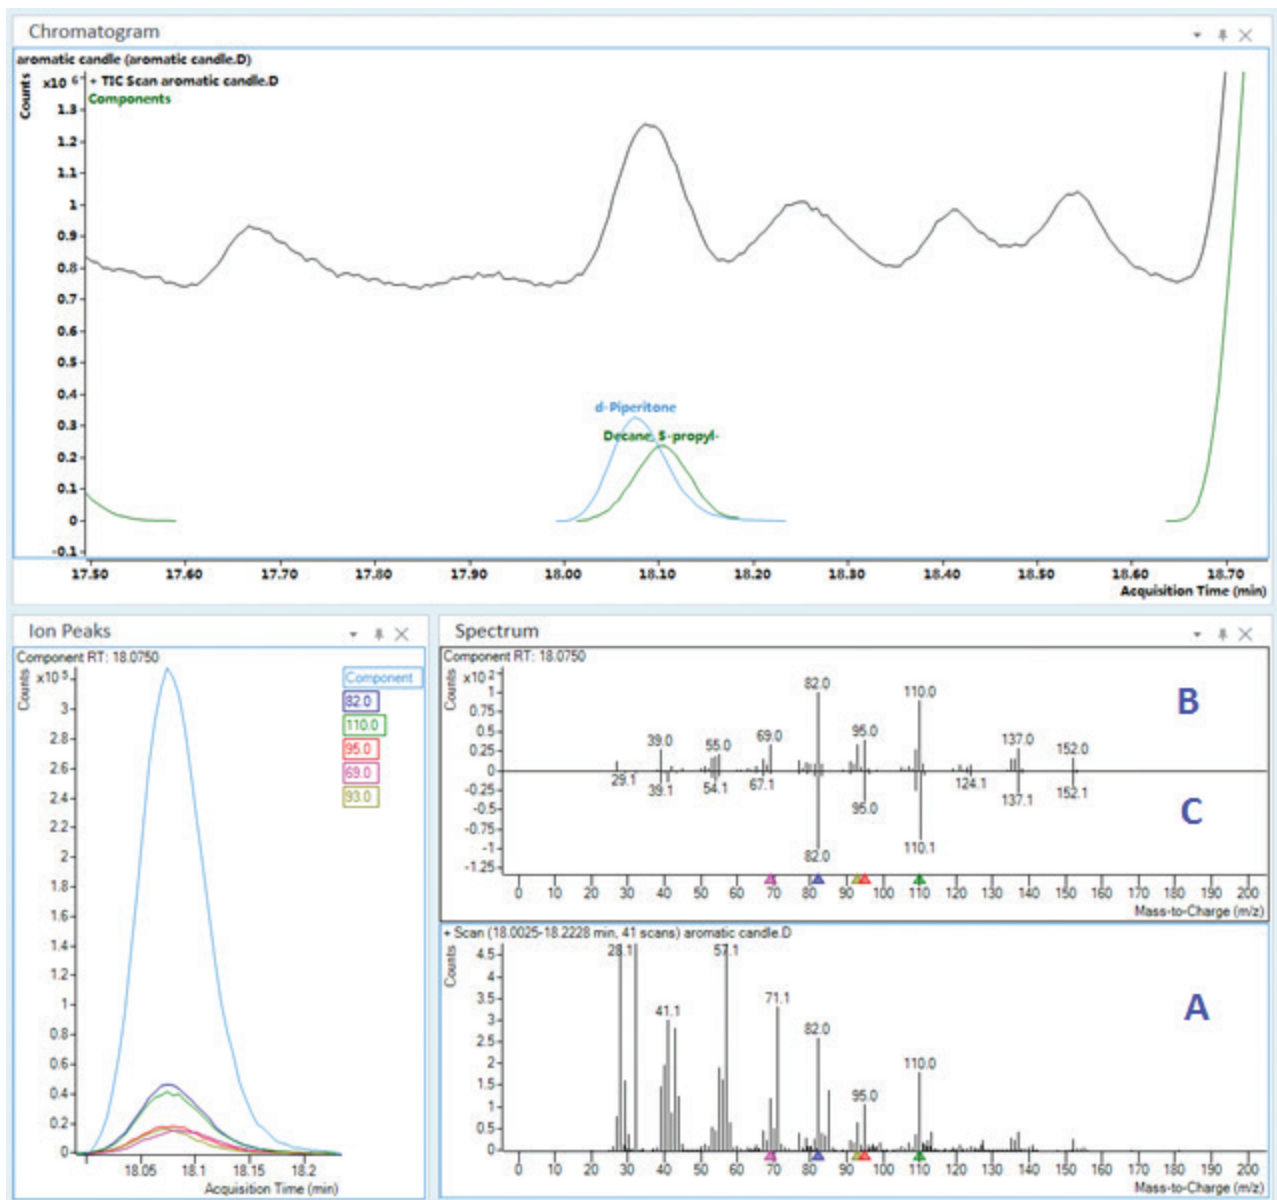 Chromatogram
aromatic candle (aromatic candle.D)
x10 6 + TIC Scan aromatic candle.D
Components
Counts
1.3
1.2
1.1
1
0.9
0.8
0.7
0.6
0.5
0.4
0.3
0.2
0.1
0
-0.1
d-Piperitone
Decane, 5-propyl-
17.50 17.60 17.70 17.80 17.90 18.00 18.10 18.20 18.30 18.40 18.50 18.60 18.70
Acquisition Time (min)
Ion Peaks
Component RT: 18.0750
x10 5
Counts
3
2.8
2.6
2.4
2.2
2
1.8
1.6
1.4
1.2
1
0.8
0.6
0.4
0.2
0
Component
82.0
110.0
95.0
69.0
93.0
18.05 18.1 18.15 18.2
Acquisition Time (min)
Spectrum
Component RT: 18.0750
x10 2
Counts
1
0.75
0.5
0.25
0
-0.25
-0.5
-0.75
-1
-1.25
39.0 55.0 69.0 82.0 95.0 110.0 137.0 152.0
B
29.1 39.1 54.1 67.1 82.0 95.0 110.1 124.1 137.1 152.1
C
0 10 20 30 40 50 60 70 80 90 100 110 120 130 140 150 160 170 180 190 200
Mass-to-Charge (m/z)
+ Scan (18.0025-18.2228 min, 41 scans) aromatic candle.D
Counts
4.5
4
3.5
3
2.5
2
1.5
1
0.5
0
28.1 41.1 57.1 71.1 82.0 95.0 110.0
A
0 10 20 30 40 50 60 70 80 90 100 110 120 130 140 150 160 170 180 190 200
Mass-to-Charge (m/z)